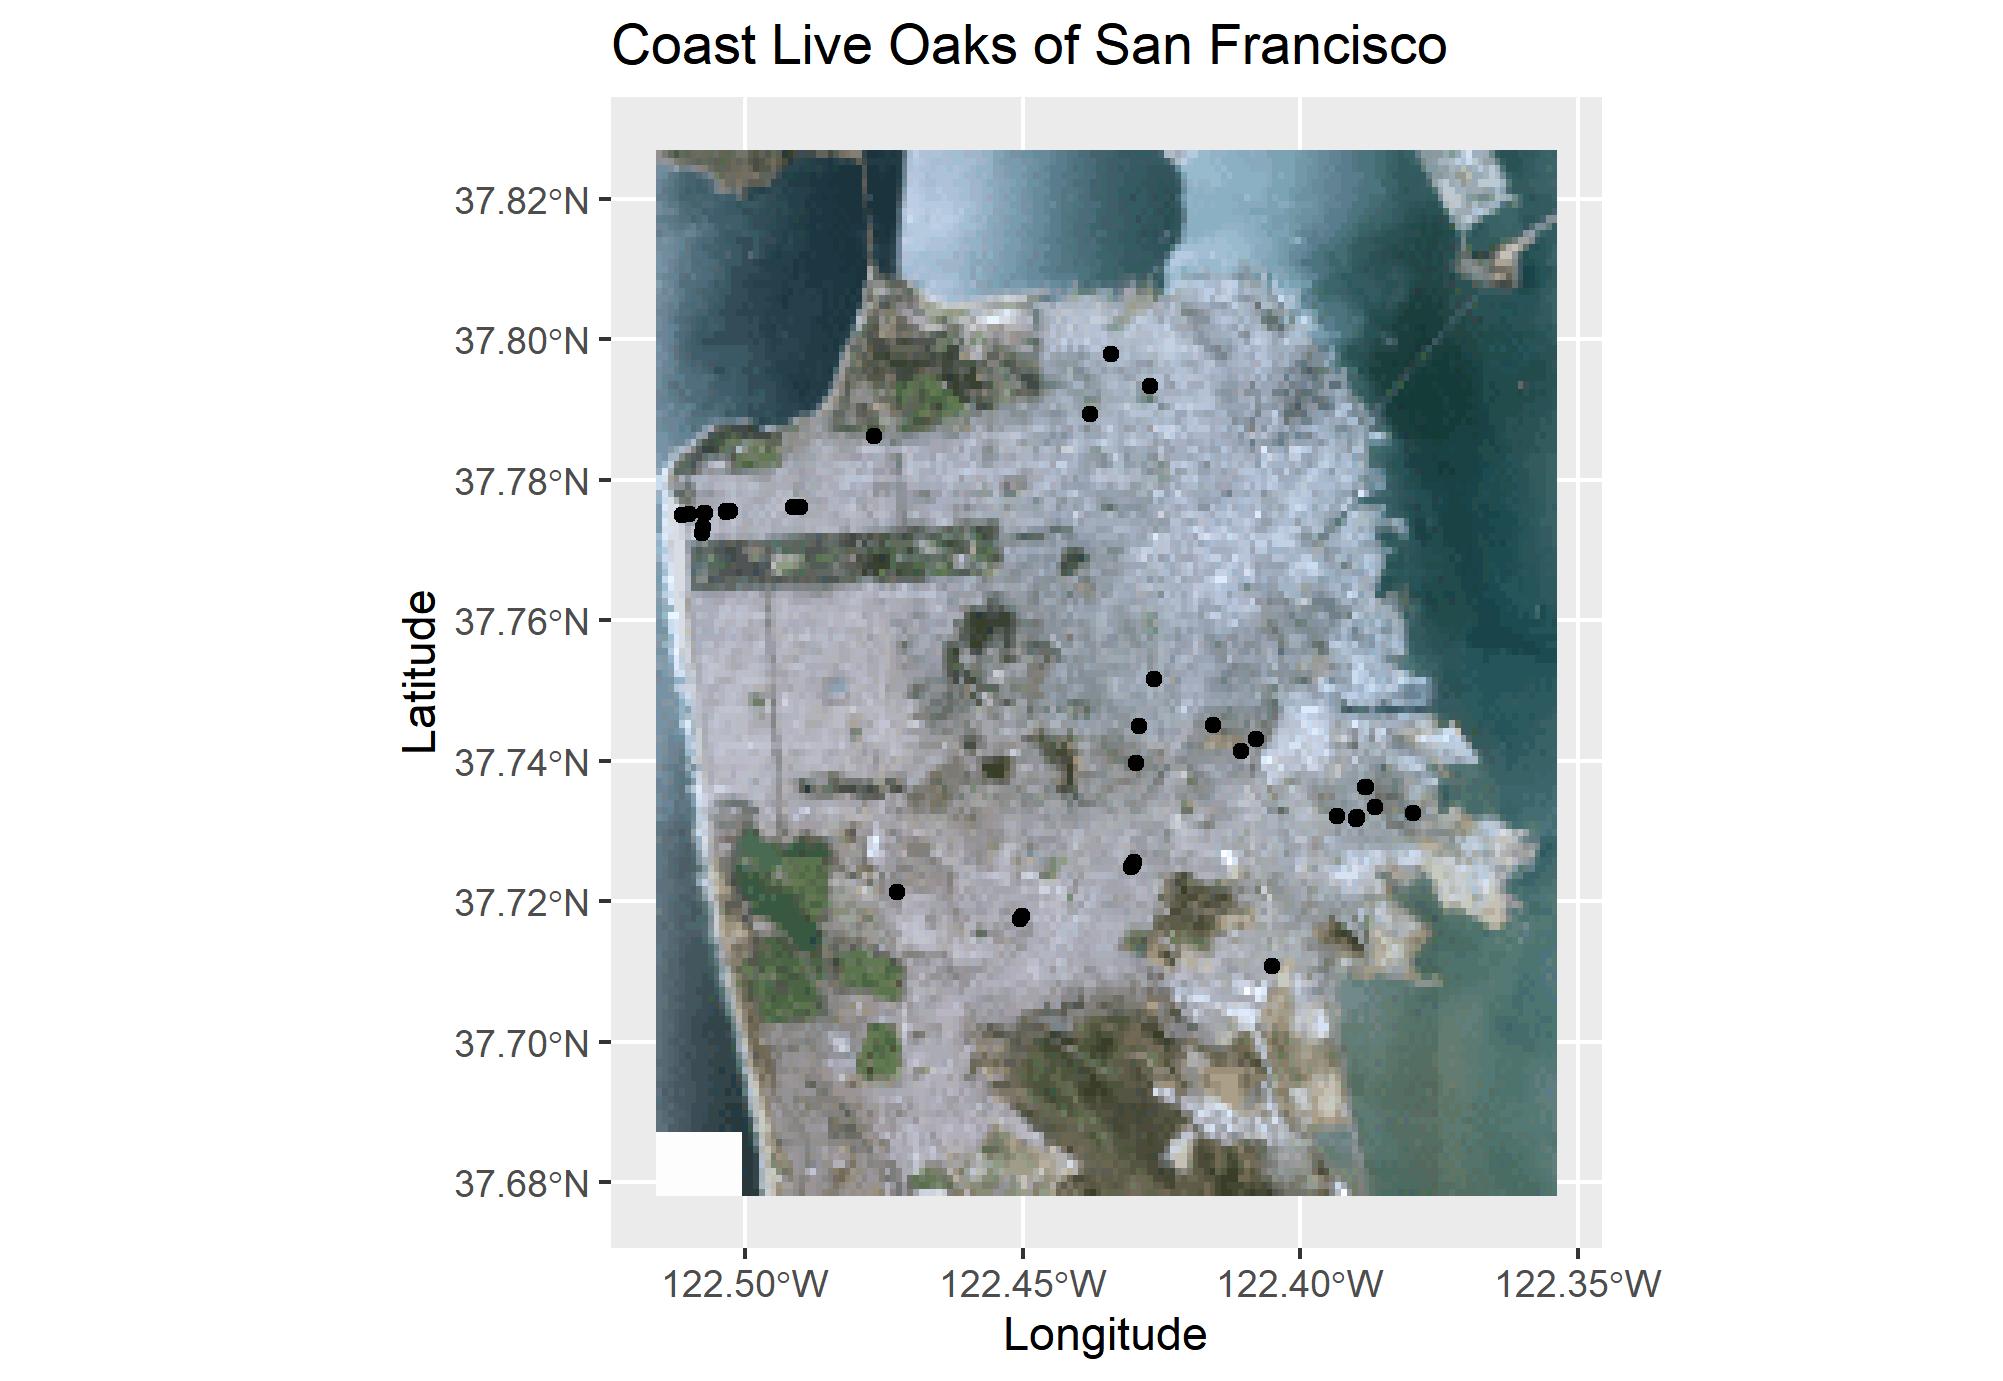 Coast Live Oaks of San Francisco
37.82°N
37.80°N
37.78°N
37.76°N
37.74°N
37.72°N
37.70°N
37.68°N
Latitude
122.50°W 122.45°W 122.40°W 122.35°W
Longitude